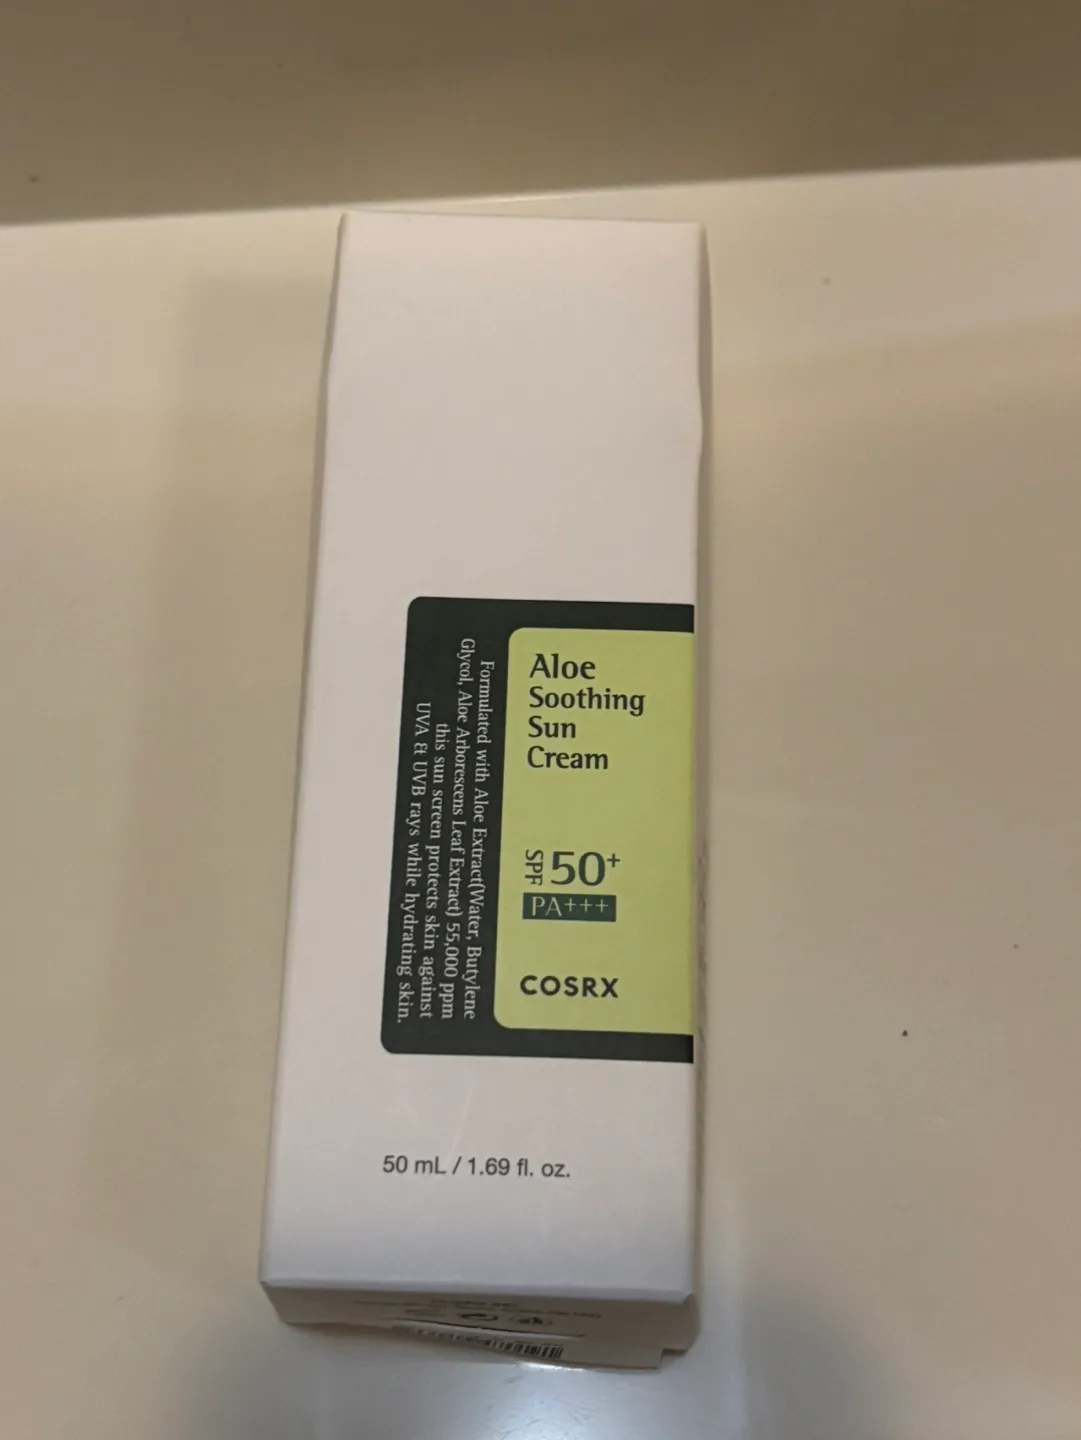 Aloe
Soothing
Sun
Cream
SPF 50+
PA+++
COSRX
Formulated with Aloe Extract(Water, Butylene
Glycol, Aloe Arborescens Leaf Extract) 55,000 ppm
this sun screen protects skin against
UVA & UVB rays while hydrating skin.
50 mL / 1.69 fl. oz.